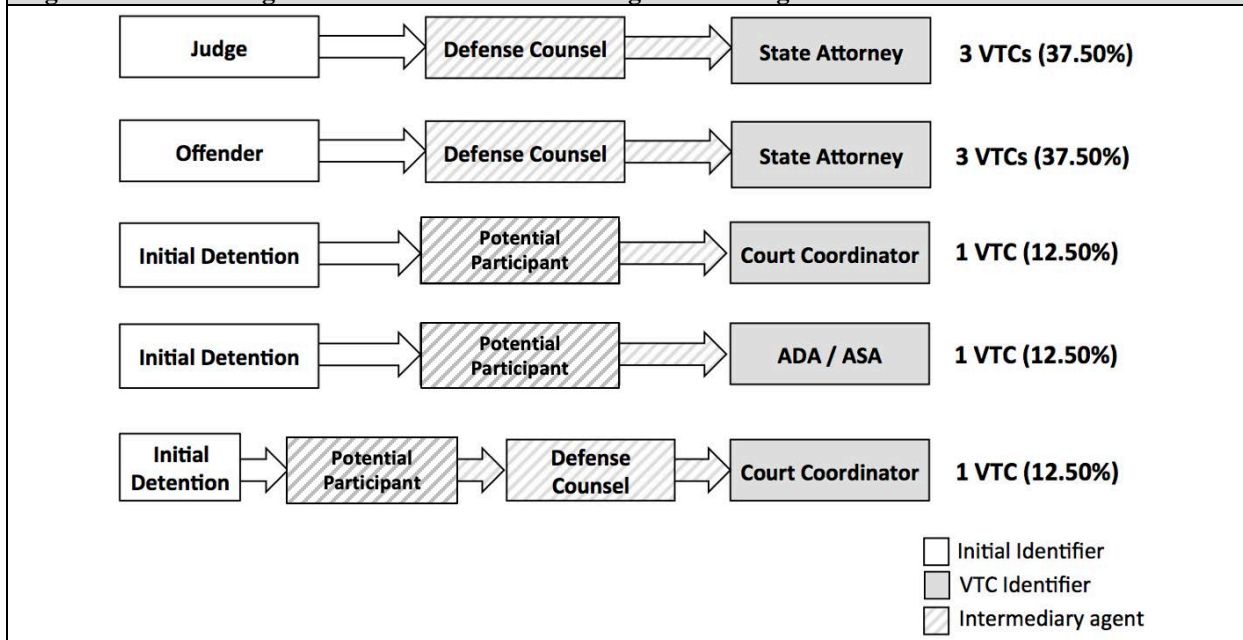 Judge Defense Counsel State Attorney 3 VTCs (37.50%)
Offender Defense Counsel State Attorney 3 VTCs (37.50%)
Initial Detention Potential Participant Court Coordinator 1 VTC (12.50%)
Initial Detention Potential Participant ADA / ASA 1 VTC (12.50%)
Initial Detention Potential Participant Defense Counsel Court Coordinator 1 VTC (12.50%)
Initial Identifier
VTC Identifier
Intermediary agent